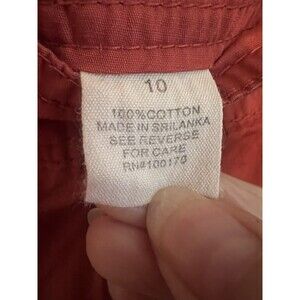 10
100%COTTON
MADE IN SRILANKA
SEE REVERSE
FOR CARE
RN#100170